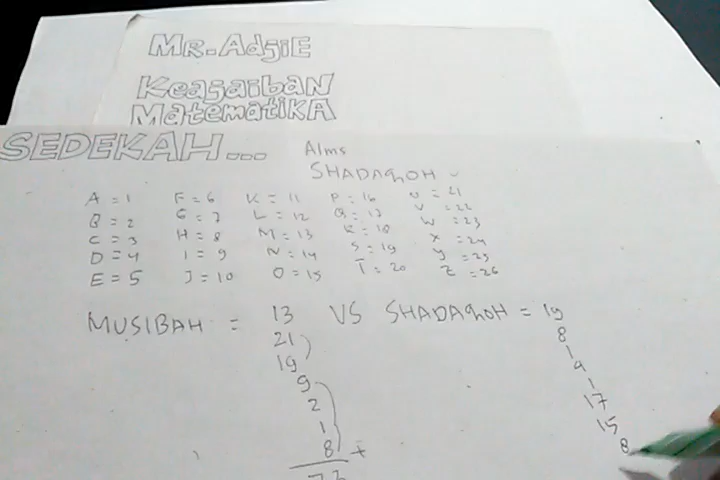 MR. AdjiE
Keajaiban
MatematikA
SEDEKAH...
Alms
SHADAQOH
A = 1 F = 6 K = 11 P = 16 U = 21
B = 2 G = 7 L = 12 Q = 17 V = 22
C = 3 H = 8 M = 13 R = 18 W = 23
D = 4 I = 9 N = 14 S = 19 X = 24
E = 5 J = 10 O = 15 T = 20 Y = 25
Z = 26
MUSIBAH = 13 VS SHADAQOH = 19
21 8
19 1
9 4
2 1
1 17
8 + 15
8